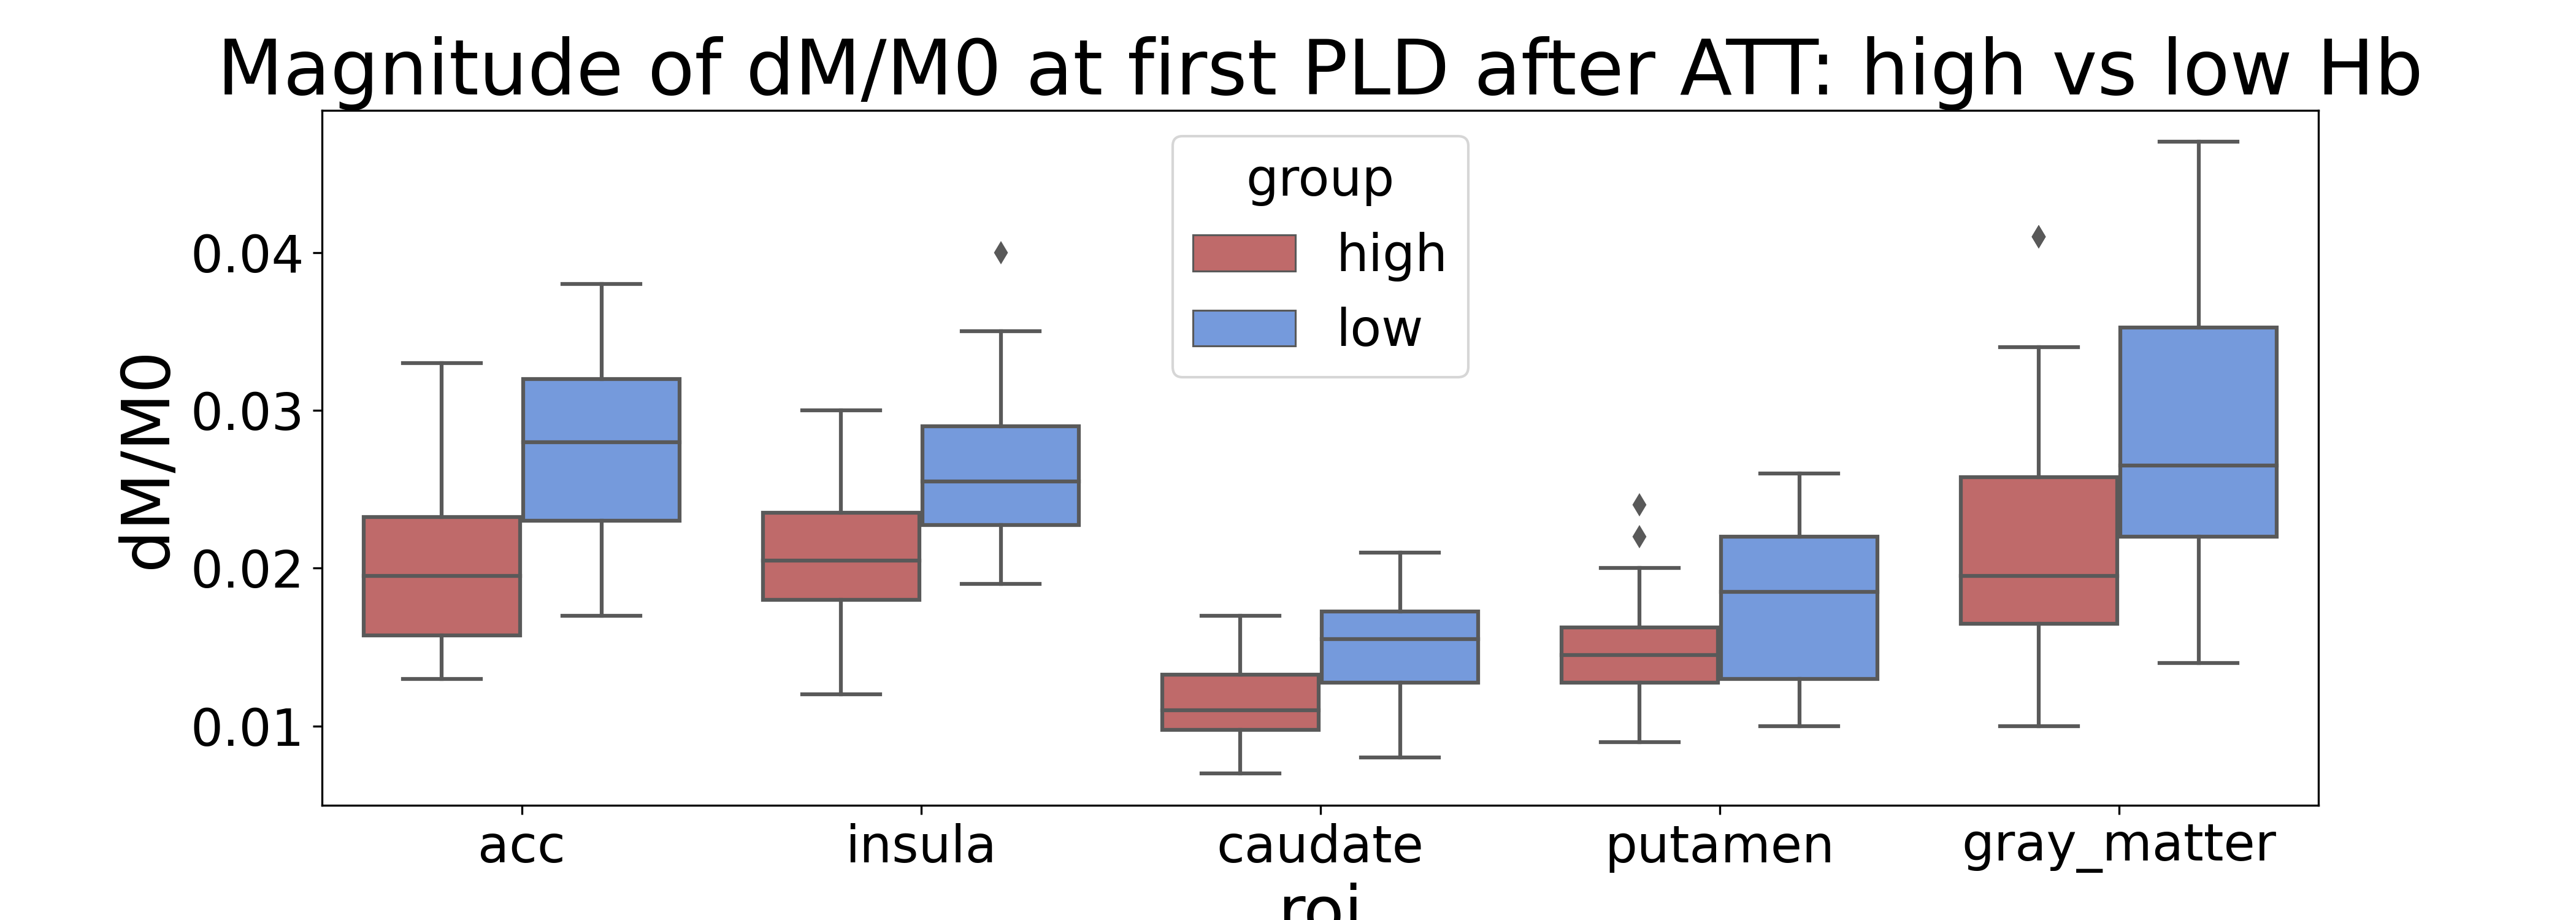 Magnitude of dM/M0 at first PLD after ATT: high vs low Hb
group
high
low
dM/M0
0.04
0.03
0.02
0.01
acc insula caudate putamen gray_matter
roi